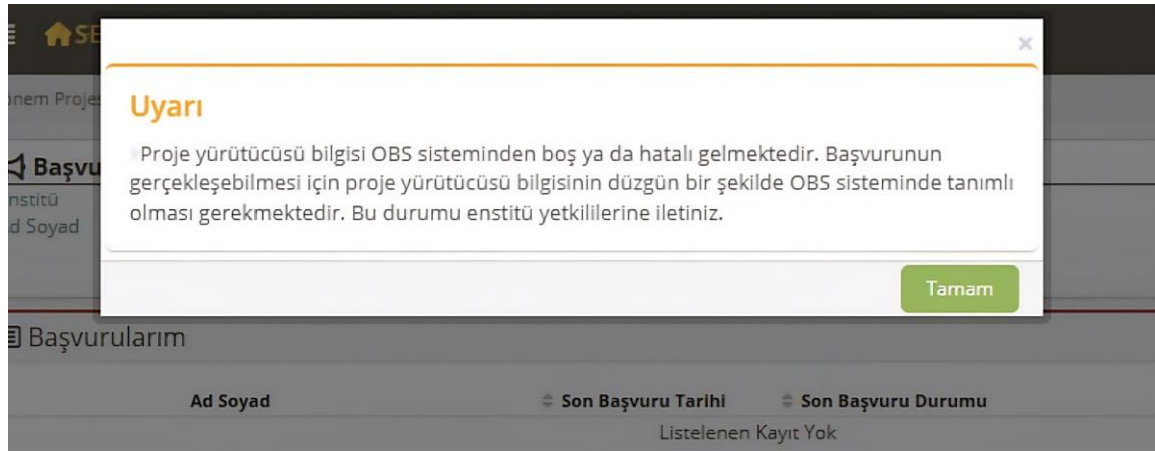 SE
×
önem Projes
Uyarı
Proje yürütücüsü bilgisi OBS sisteminden boş ya da hatalı gelmektedir. Başvurunun
gerçekleşebilmesi için proje yürütücüsü bilgisinin düzgün bir şekilde OBS sisteminde tanımlı
olması gerekmektedir. Bu durumu enstitü yetkililerine iletiniz.
Başvu
nstitü
d Soyad
Tamam
Başvurularım
Ad Soyad Son Başvuru Tarihi Son Başvuru Durumu
Listelenen Kayıt Yok